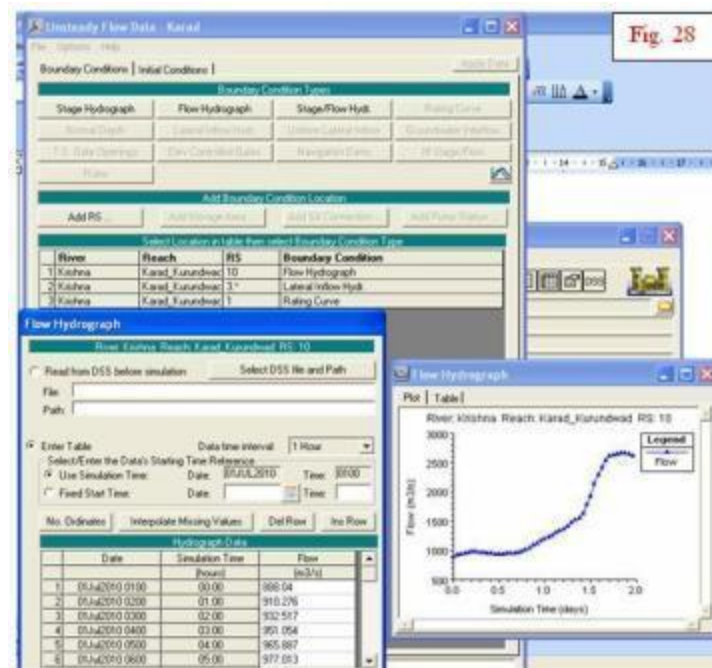 Fig. 28
Unsteady Flow Data - Karad
File Options Help
Boundary Conditions Initial Conditions
Apply Data
Boundary Condition Types
Stage Hydrograph Flow Hydrograph Stage/Flow Hydr. Rating Curve
Normal Depth Lateral Inflow Hydr. Uniform Lateral Inflow Groundwater Interflow
T.S. Gate Openings Elev Controlled Gates Navigation Dams IB Stage/Flow
Rules
Add Boundary Condition Location
Add RS ... Add Storage Area ... Add SA Connection ... Add Pump Station ...
Select Location in table then select Boundary Condition Type
River Reach RS Boundary Condition
1 Krishna Karad_Kurundwad 10 Flow Hydrograph
2 Krishna Karad_Kurundwad 3.* Lateral Inflow Hydr.
3 Krishna Karad_Kurundwad 1 Rating Curve
DSS
Flow Hydrograph
River: Krishna Reach: Karad_Kurundwad RS: 10
Read from DSS before simulation Select DSS file and Path
File:
Path:
Enter Table Data time interval: 1 Hour
Select/Enter the Data's Starting Time Reference
Use Simulation Time: Date: 01JUL2010 Time: 0100
Fixed Start Time: Date: Time:
No. Ordinates Interpolate Missing Values Del Row Ins Row
Hydrograph Data
Date Simulation Time Flow
(hours) (m3/s)
1 01Jul2010 0100 00:00 888.04
2 01Jul2010 0200 01:00 918.276
3 01Jul2010 0300 02:00 932.517
4 01Jul2010 0400 03:00 951.054
5 01Jul2010 0500 04:00 965.887
6 01Jul2010 0600 05:00 977.013
Flow Hydrograph
Plot Table
River: Krishna Reach: Karad_Kurundwad RS: 10
Legend
Flow
Flow (m3/s)
3000
2500
2000
1500
1000
500
0.0 0.5 1.0 1.5 2.0
Simulation Time (days)